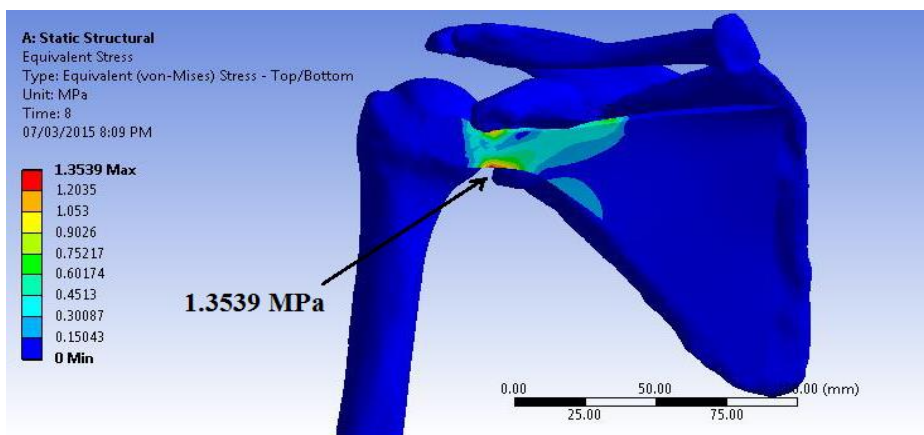 A: Static Structural
Equivalent Stress
Type: Equivalent (von-Mises) Stress - Top/Bottom
Unit: MPa
Time: 8
07/03/2015 8:09 PM
1.3539 Max
1.2035
1.053
0.9026
0.75217
0.60174
0.4513
0.30087
0.15043
0 Min
1.3539 MPa
0.00 50.00 0.00 (mm)
25.00 75.00